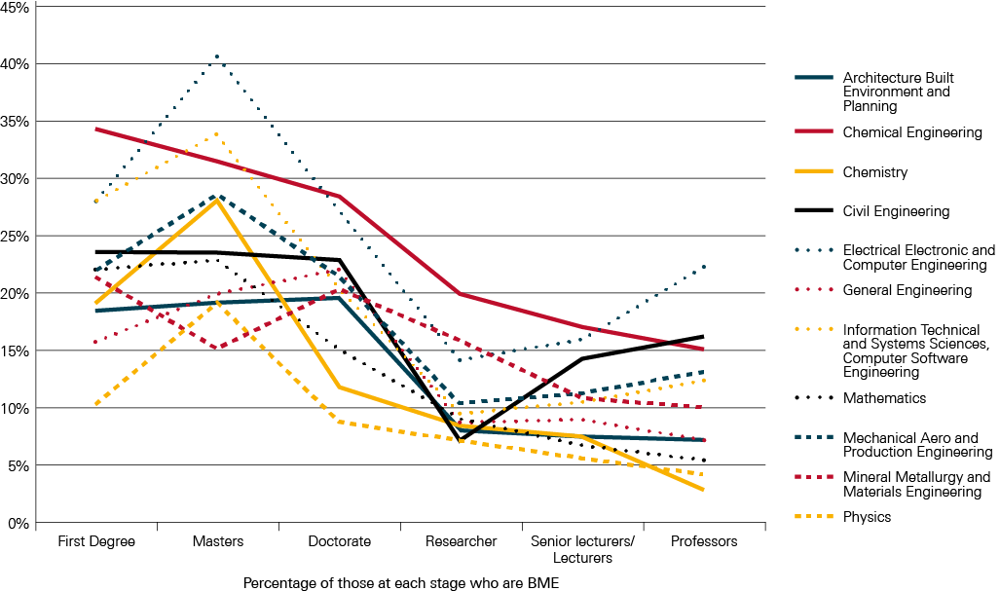 45%
40%
35%
30%
25%
20%
15%
10%
5%
0%
First Degree
Masters
Doctorate
Researcher
Senior lecturers/
Lecturers
Professors
Percentage of those at each stage who are BME
Architecture Built
Environment and
Planning
Chemical Engineering
Chemistry
Civil Engineering
Electrical Electronic and
Computer Engineering
General Engineering
Information Technical
and Systems Sciences,
Computer Software
Engineering
Mathematics
Mechanical Aero and
Production Engineering
Mineral Metallurgy and
Materials Engineering
Physics